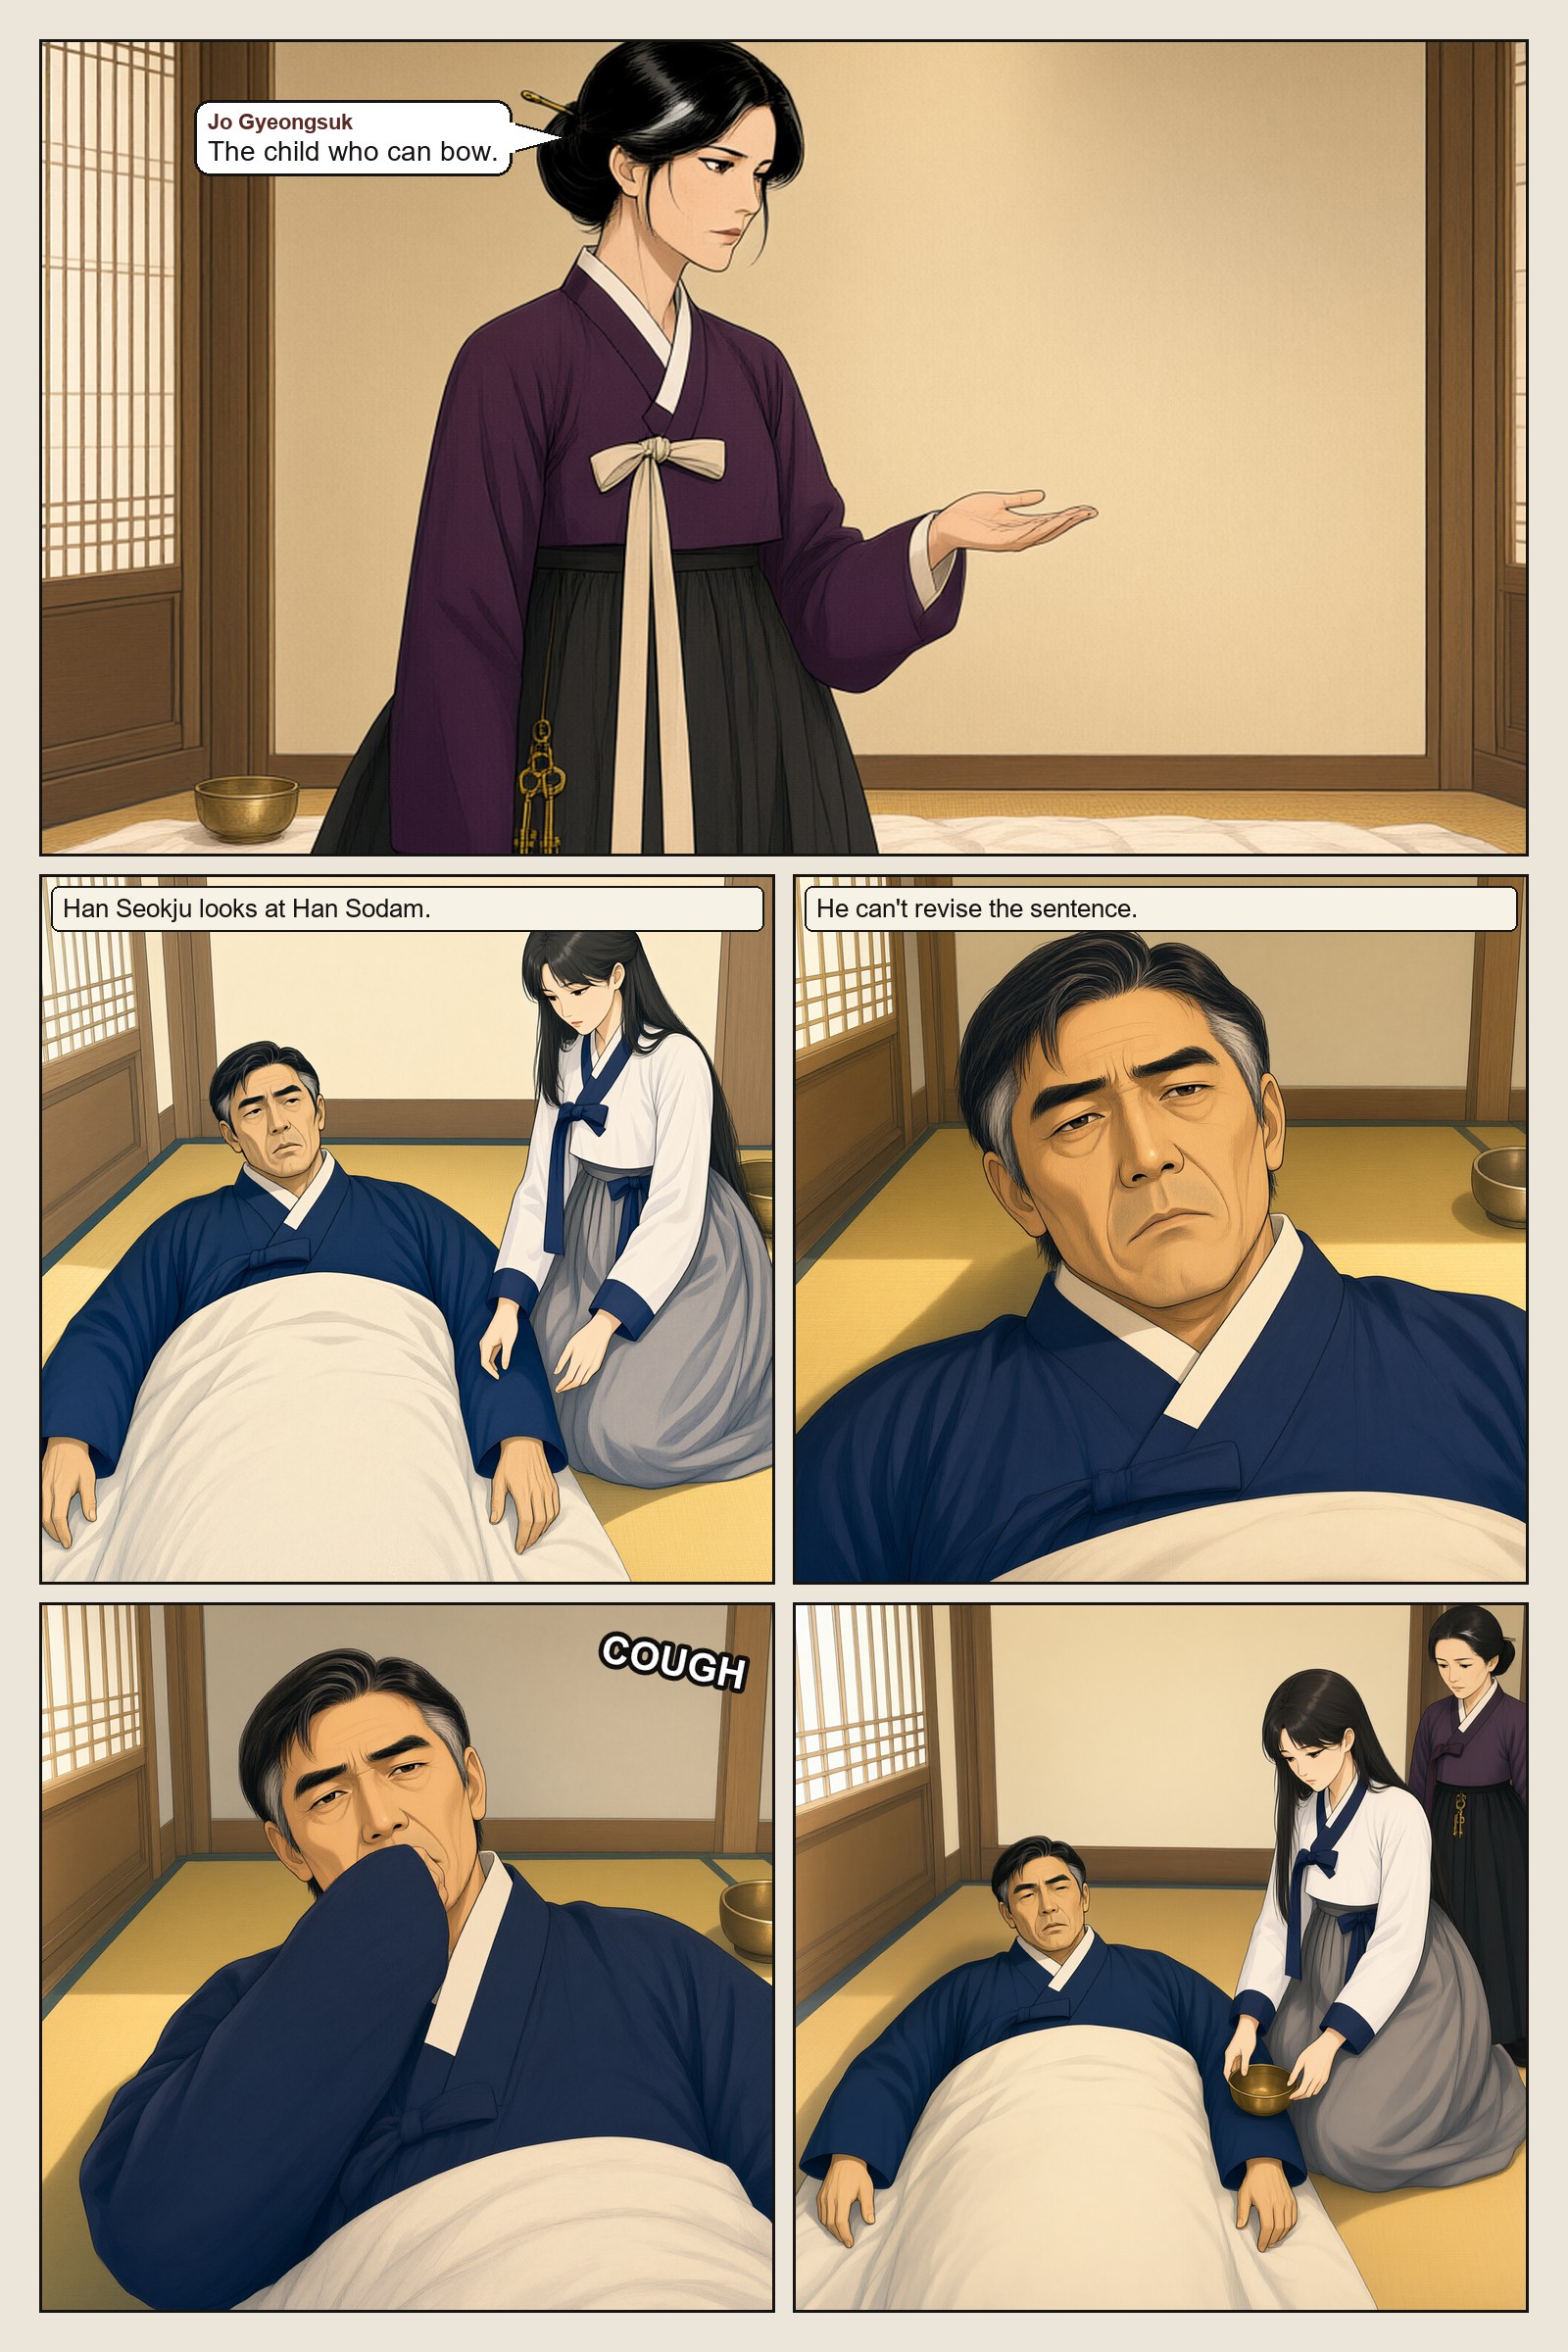 Jo Gyeongsuk
The child who can bow.
Han Seokju looks at Han Sodam.
He can't revise the sentence.
COUGH